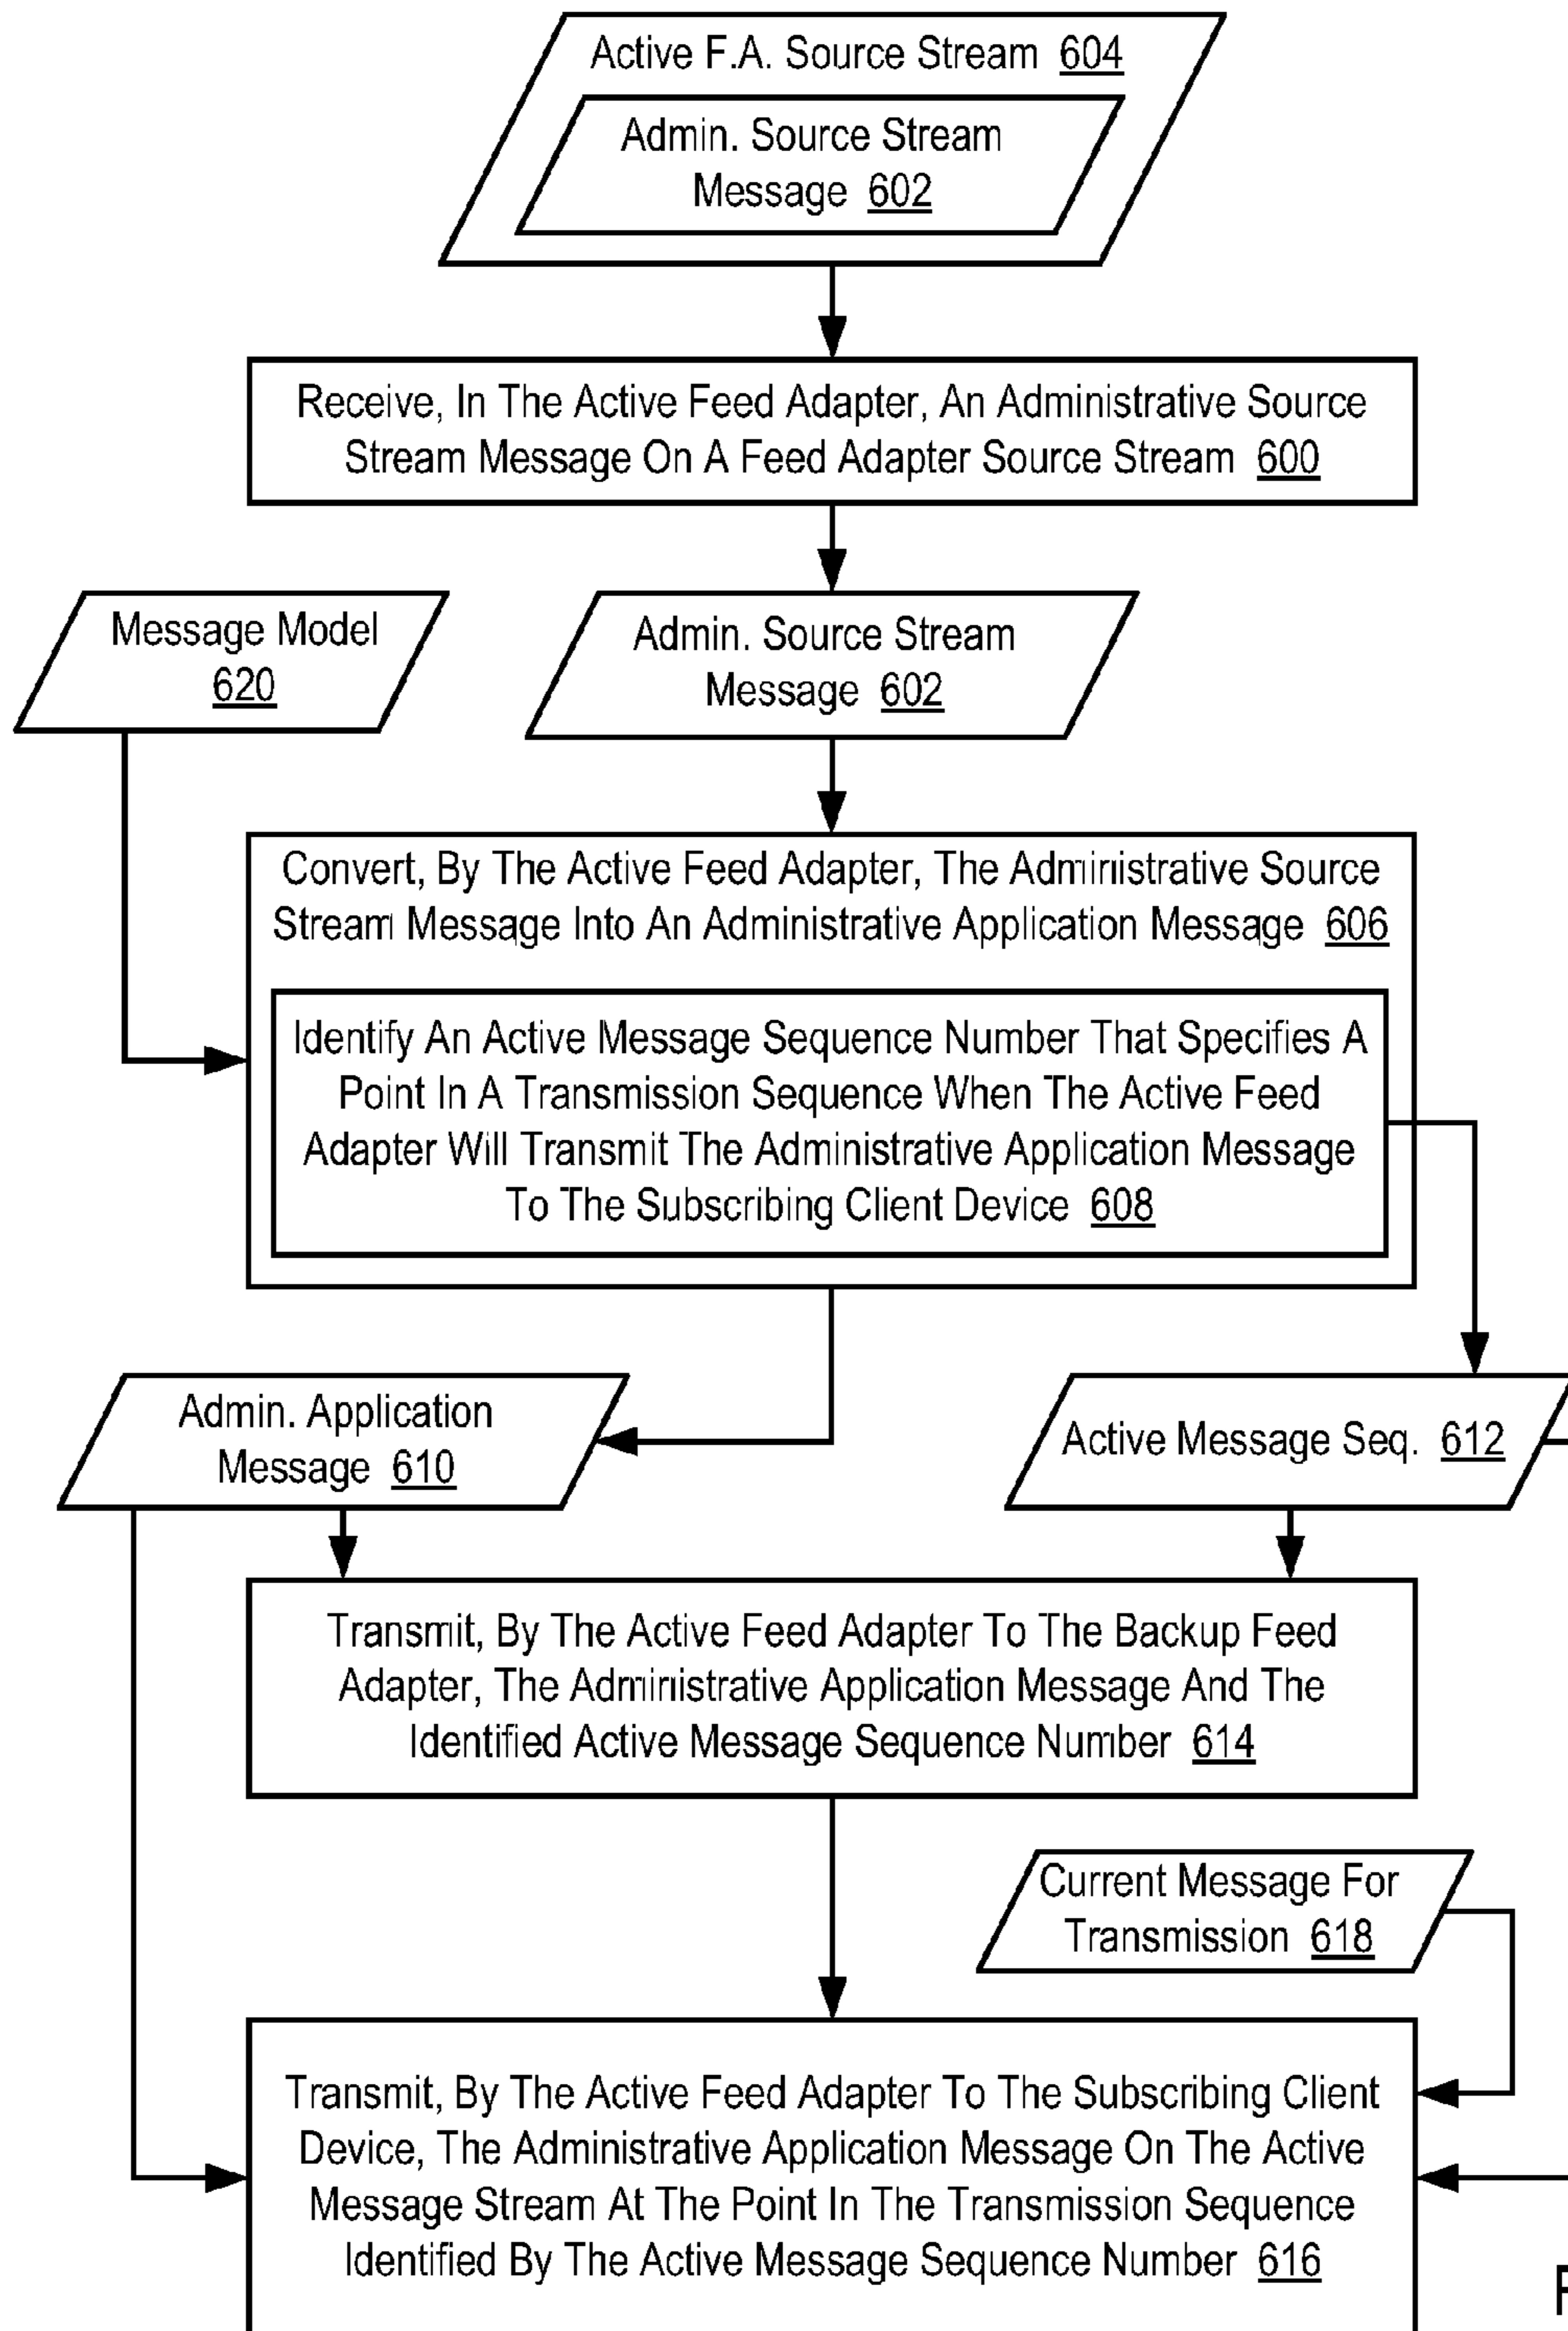 Active F.A. Source Stream 604
Admin. Source Stream
Message 602
Receive, In The Active Feed Adapter, An Administrative Source
Stream Message On A Feed Adapter Source Stream 600
Message Model
620
Admin. Source Stream
Message 602
Convert, By The Active Feed Adapter, The Administrative Source
Stream Message Into An Administrative Application Message 606
Identify An Active Message Sequence Number That Specifies A
Point In A Transmission Sequence When The Active Feed
Adapter Will Transmit The Administrative Application Message
To The Subscribing Client Device 608
Admin. Application
Message 610
Active Message Seq. 612
Transmit, By The Active Feed Adapter To The Backup Feed
Adapter, The Administrative Application Message And The
Identified Active Message Sequence Number 614
Current Message For
Transmission 618
Transmit, By The Active Feed Adapter To The Subscribing Client
Device, The Administrative Application Message On The Active
Message Stream At The Point In The Transmission Sequence
Identified By The Active Message Sequence Number 616